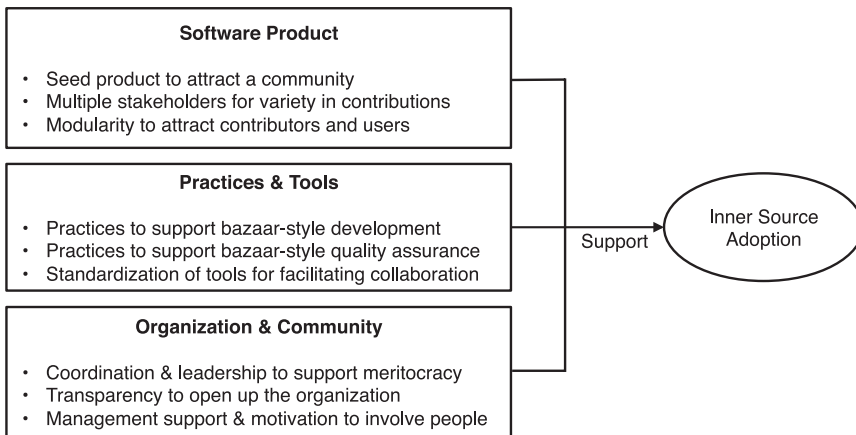 Software Product
• Seed product to attract a community
• Multiple stakeholders for variety in contributions
• Modularity to attract contributors and users
Practices & Tools
• Practices to support bazaar-style development
• Practices to support bazaar-style quality assurance
• Standardization of tools for facilitating collaboration
Organization & Community
• Coordination & leadership to support meritocracy
• Transparency to open up the organization
• Management support & motivation to involve people
Support
Inner Source
Adoption